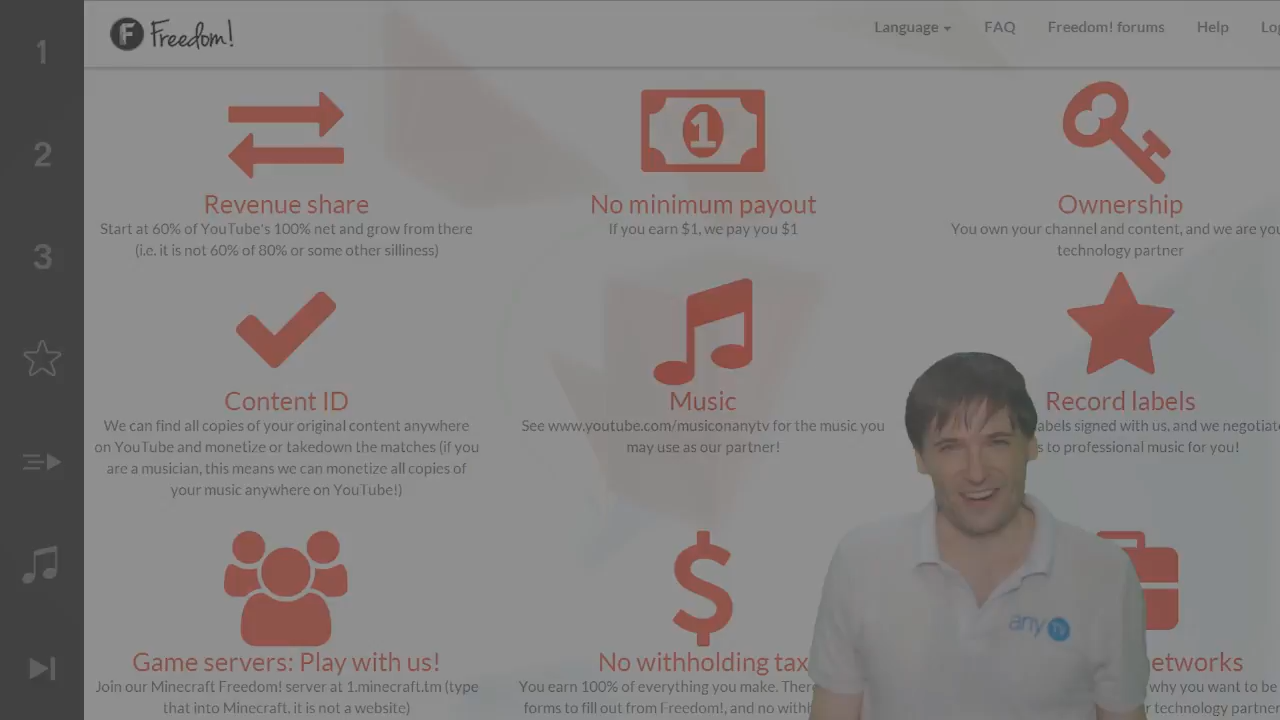 1
2
3
F Freedom!
Language
FAQ
Freedom! forums
Help
Revenue share
Start at 60% of YouTube's 100% net and grow from there
(i.e. it is not 60% of 80% or some other silliness)
1
No minimum payout
If you earn $1, we pay you $1
Ownership
You own your channel and content, and we are
technology partner
Content ID
We can find all copies of your original content anywhere
on YouTube and monetize or takedown the matches (if you
are a musician, this means we can monetize all copies of
your music anywhere on YouTube!)
Music
See www.youtube.com/musiconanytv for the music you
may use as our partner!
Record labels
signed with us, and we
to professional music for you!
Game servers: Play with us!
Join our Minecraft Freedom! server at 1.minecraft.tm (type
that into Minecraft, it is not a website)
$
No withholding tax
You earn 100% of everything you make.
forms to fill out from Freedom!, and no
why you want to be
technology partner
any TV